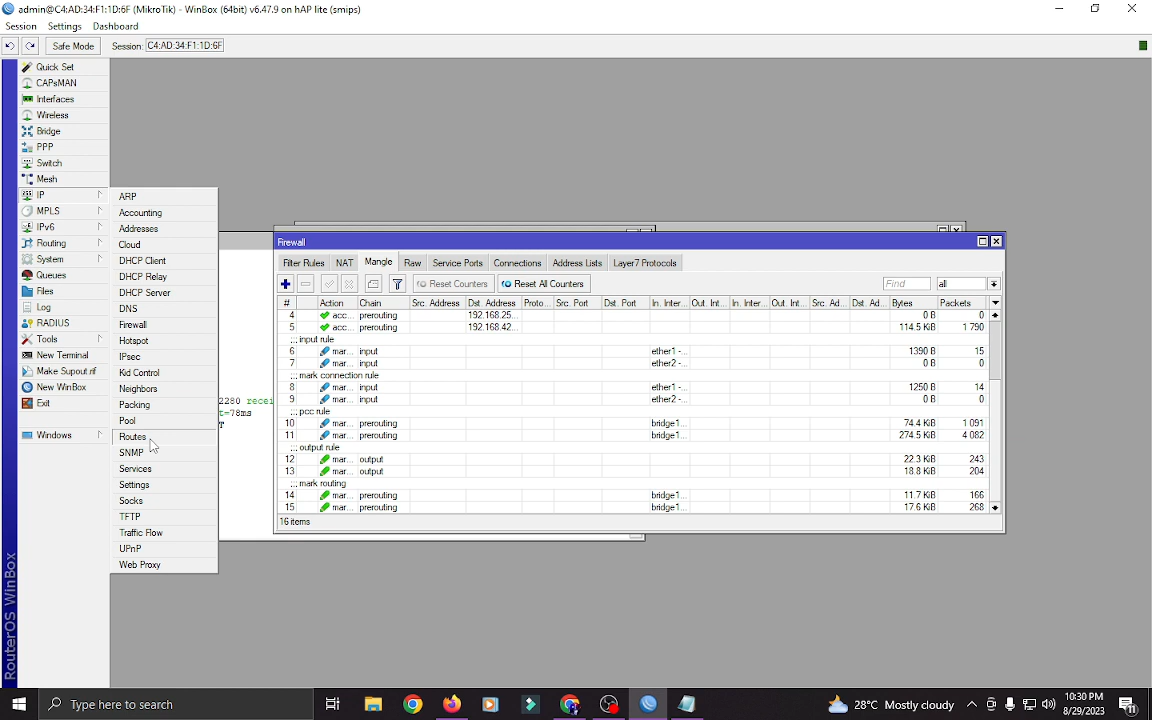 admin@C4:AD:34:F1:1D:6F (MikroTik) - WinBox (64bit) v6.47.9 on hAP lite (smips)
Session Settings Dashboard
Safe Mode Session: C4:AD:34:F1:1D:6F
Quick Set
CAPsMAN
Interfaces
Wireless
Bridge
PPP
Switch
Mesh
IP
MPLS
IPv6
Routing
System
Queues
Files
Log
RADIUS
Tools
New Terminal
Make Supout.rif
New WinBox
Exit
Windows
RouterOS WinBox
ARP
Accounting
Addresses
Cloud
DHCP Client
DHCP Relay
DHCP Server
DNS
Firewall
Hotspot
IPsec
Kid Control
Neighbors
Packing
Pool
Routes
SNMP
Services
Settings
Socks
TFTP
Traffic Flow
UPnP
Web Proxy
2280 recei
t=78ms
Firewall
Filter Rules NAT Mangle Raw Service Ports Connections Address Lists Layer7 Protocols
Reset Counters Reset All Counters Find all
# Action Chain Src. Address Dst. Address Proto... Src. Port Dst. Port In. Inter... Out. Int... In. Inter... Out. Int... Src. Ad... Dst. Ad... Bytes Packets
4 acc... prerouting 192.168.25... 0 B 0
5 acc... prerouting 192.168.42... 114.5 KiB 1 790
;;; input rule
6 mar... input ether1 -... 1390 B 15
7 mar... input ether2 -... 0 B 0
;;; mark connection rule
8 mar... input ether1 -... 1250 B 14
9 mar... input ether2 -... 0 B 0
;;; pcc rule
10 mar... prerouting bridge1... 74.4 KiB 1 091
11 mar... prerouting bridge1... 274.5 KiB 4 082
;;; output rule
12 mar... output 22.3 KiB 243
13 mar... output 18.8 KiB 204
;;; mark routing
14 mar... prerouting bridge1... 11.7 KiB 166
15 mar... prerouting bridge1... 17.6 KiB 268
16 items
Type here to search
28°C Mostly cloudy
10:30 PM
8/29/2023
11